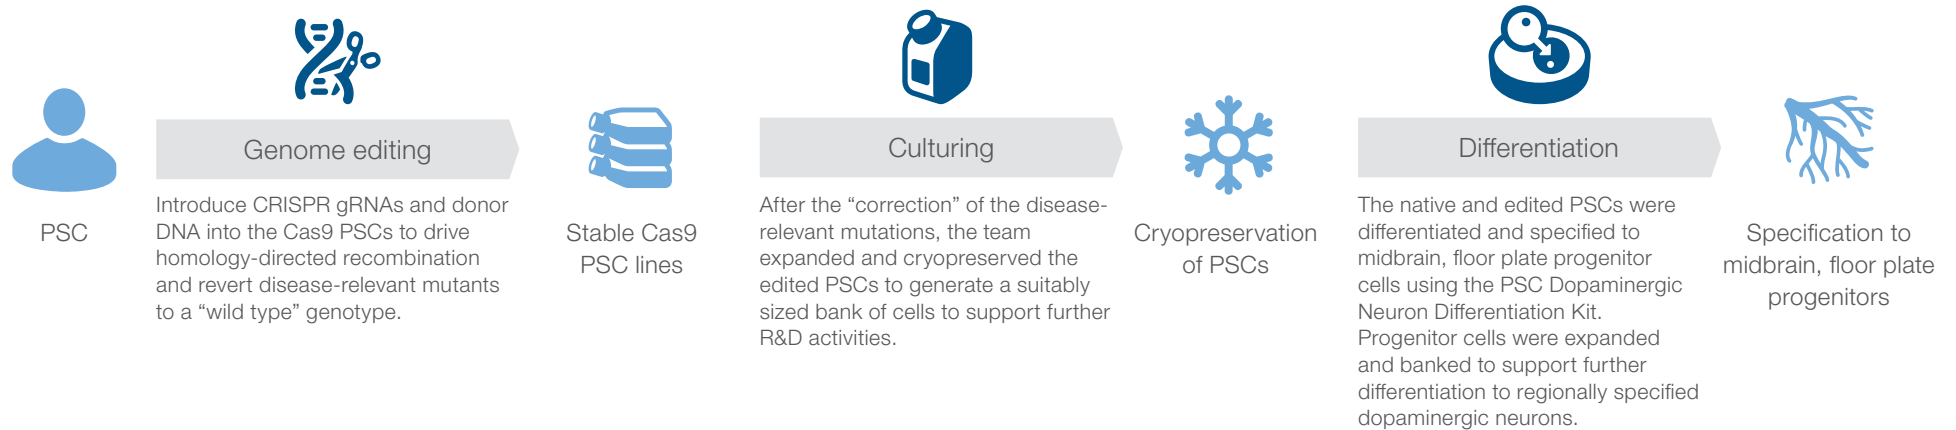 PSC
Genome editing
Introduce CRISPR gRNAs and donor
DNA into the Cas9 PSCs to drive
homology-directed recombination
and revert disease-relevant mutants
to a “wild type” genotype.
Stable Cas9
PSC lines
Culturing
After the “correction” of the disease-
relevant mutations, the team
expanded and cryopreserved the
edited PSCs to generate a suitably
sized bank of cells to support further
R&D activities.
Cryopreservation
of PSCs
Differentiation
The native and edited PSCs were
differentiated and specified to
midbrain, floor plate progenitor
cells using the PSC Dopaminergic
Neuron Differentiation Kit.
Progenitor cells were expanded
and banked to support further
differentiation to regionally specified
dopaminergic neurons.
Specification to
midbrain, floor plate
progenitors